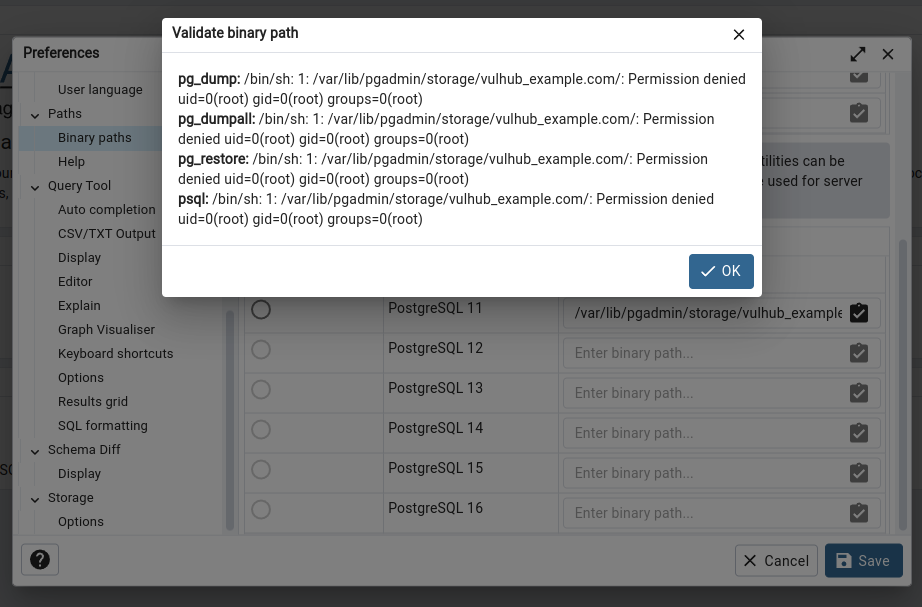 Validate binary path
pg_dump: /bin/sh: 1: /var/lib/pgadmin/storage/vulhub_example.com/: Permission denied
uid=0(root) gid=0(root) groups=0(root)
pg_dumpall: /bin/sh: 1: /var/lib/pgadmin/storage/vulhub_example.com/: Permission
denied uid=0(root) gid=0(root) groups=0(root)
pg_restore: /bin/sh: 1: /var/lib/pgadmin/storage/vulhub_example.com/: Permission
denied uid=0(root) gid=0(root) groups=0(root)
psql: /bin/sh: 1: /var/lib/pgadmin/storage/vulhub_example.com/: Permission denied
uid=0(root) gid=0(root) groups=0(root)
OK
Preferences
User language
Paths
Binary paths
Help
Query Tool
Auto completion
CSV/TXT Output
Display
Editor
Explain
Graph Visualiser
Keyboard shortcuts
Options
Results grid
SQL formatting
Schema Diff
Display
Storage
Options
can be
used for server
PostgreSQL 11
/var/lib/pgadmin/storage/vulhub_example
PostgreSQL 12
Enter binary path...
PostgreSQL 13
Enter binary path...
PostgreSQL 14
Enter binary path...
PostgreSQL 15
Enter binary path...
PostgreSQL 16
Enter binary path...
?
Cancel
Save